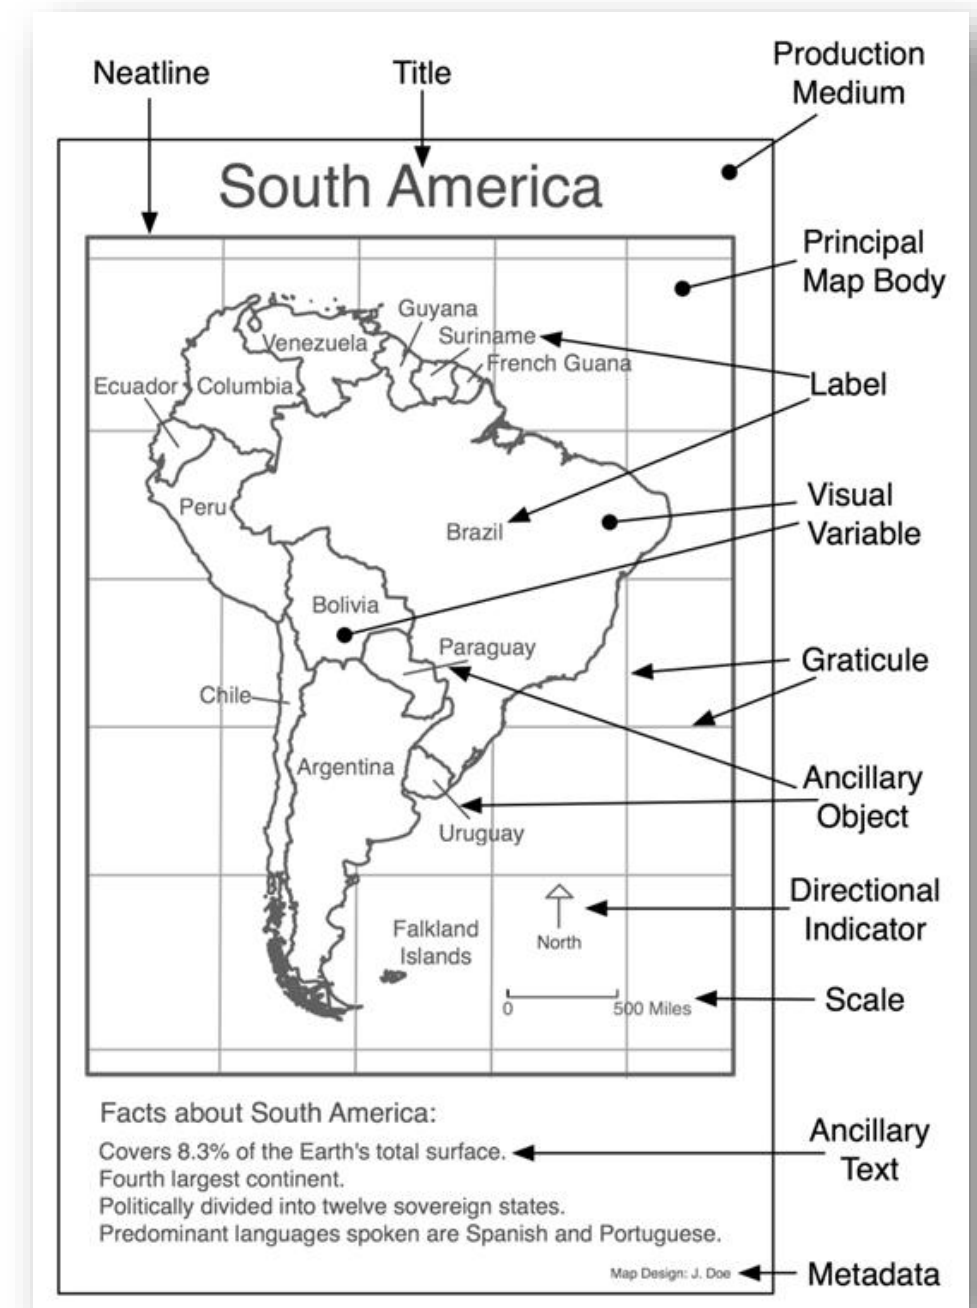 Neatline
Title
Production
Medium
South America
Principal
Map Body
Guyana
Suriname
Venezuela
French Guana
Ecuador
Columbia
Label
Visual
Variable
Peru
Brazil
Bolivia
Paraguay
Graticule
Chile
Argentina
Ancillary
Object
Uruguay
Directional
Indicator
Falkland
Islands
North
Scale
0
500 Miles
Facts about South America:
Covers 8.3% of the Earth's total surface.
Fourth largest continent.
Politically divided into twelve sovereign states.
Predominant languages spoken are Spanish and Portuguese.
Ancillary
Text
Map Design: J. Doe
Metadata